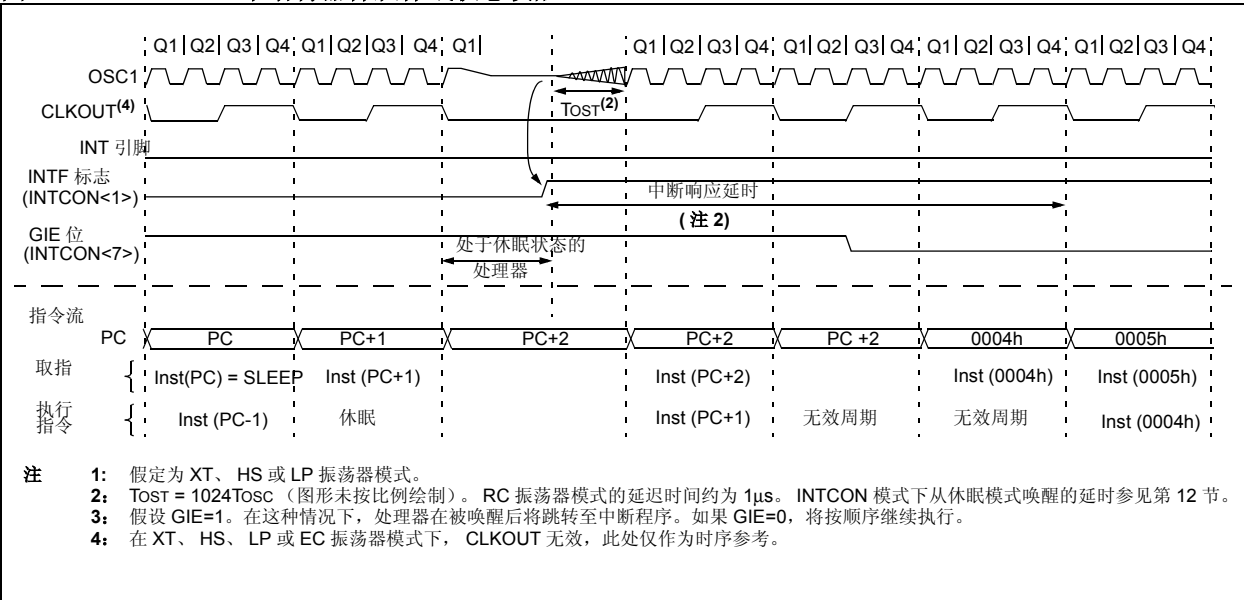 Q1 Q2 Q3 Q4 Q1 Q2 Q3 Q4 Q1 Q1 Q2 Q3 Q4 Q1 Q2 Q3 Q4 Q1 Q2 Q3 Q4 Q1 Q2 Q3 Q4
OSC1
TOST(2)
CLKOUT(4)
INT 引脚
INTF 标志
(INTCON<1>)
中断响应延时
(注 2)
GIE 位
(INTCON<7>)
处于休眠状态的
处理器
指令流
PC PC PC+1 PC+2 PC+2 PC +2 0004h 0005h
取指 { Inst(PC) = SLEEP Inst (PC+1) Inst (PC+2) Inst (0004h) Inst (0005h)
执行
指令 { Inst (PC-1) 休眠 Inst (PC+1) 无效周期 无效周期 Inst (0004h)
注 1: 假定为 XT、 HS 或 LP 振荡器模式。
2: TOST = 1024TOSC （图形未按比例绘制）。 RC 振荡器模式的延迟时间约为 1μs。 INTCON 模式下从休眠模式唤醒的延时参见第 12 节。
3: 假设 GIE=1。在这种情况下，处理器在被唤醒后将跳转至中断程序。如果 GIE=0，将按顺序继续执行。
4: 在 XT、 HS、 LP 或 EC 振荡器模式下， CLKOUT 无效，此处仅作为时序参考。